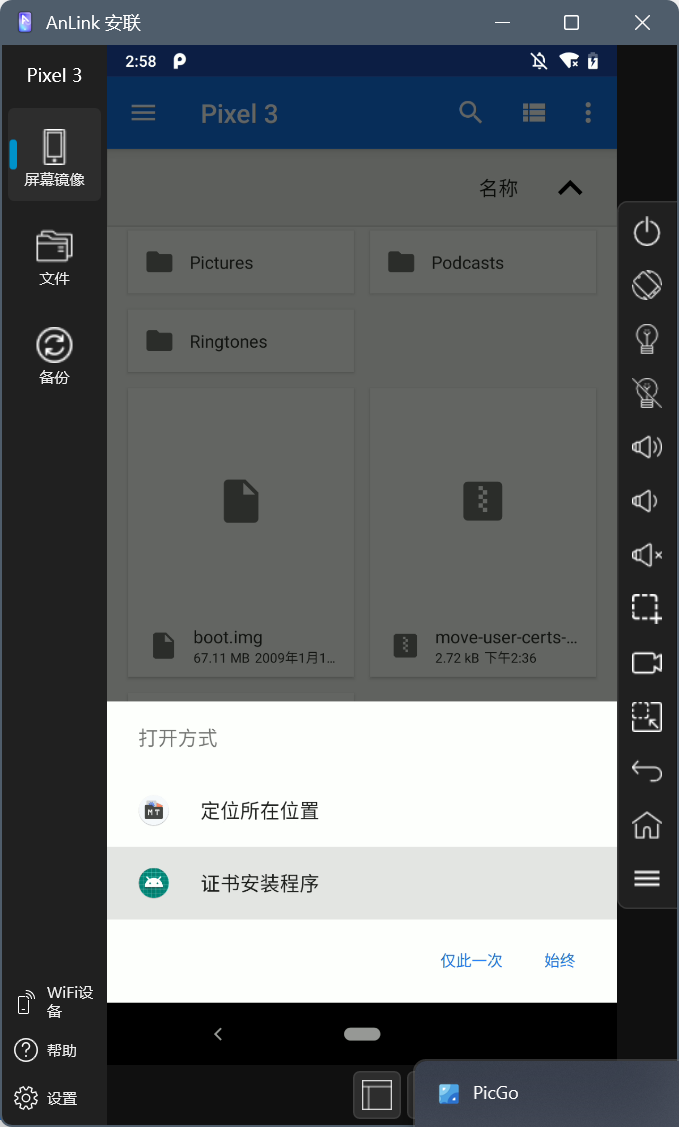 AnLink 安联
Pixel 3
屏幕镜像
文件
备份
WiFi设
备
帮助
设置
2:58
Pixel 3
名称
Pictures
Podcasts
Ringtones
boot.img
67.11 MB 2009年1月1...
move-user-certs-...
2.72 kB 下午2:36
打开方式
MT
定位所在位置
证书安装程序
仅此一次
始终
PicGo